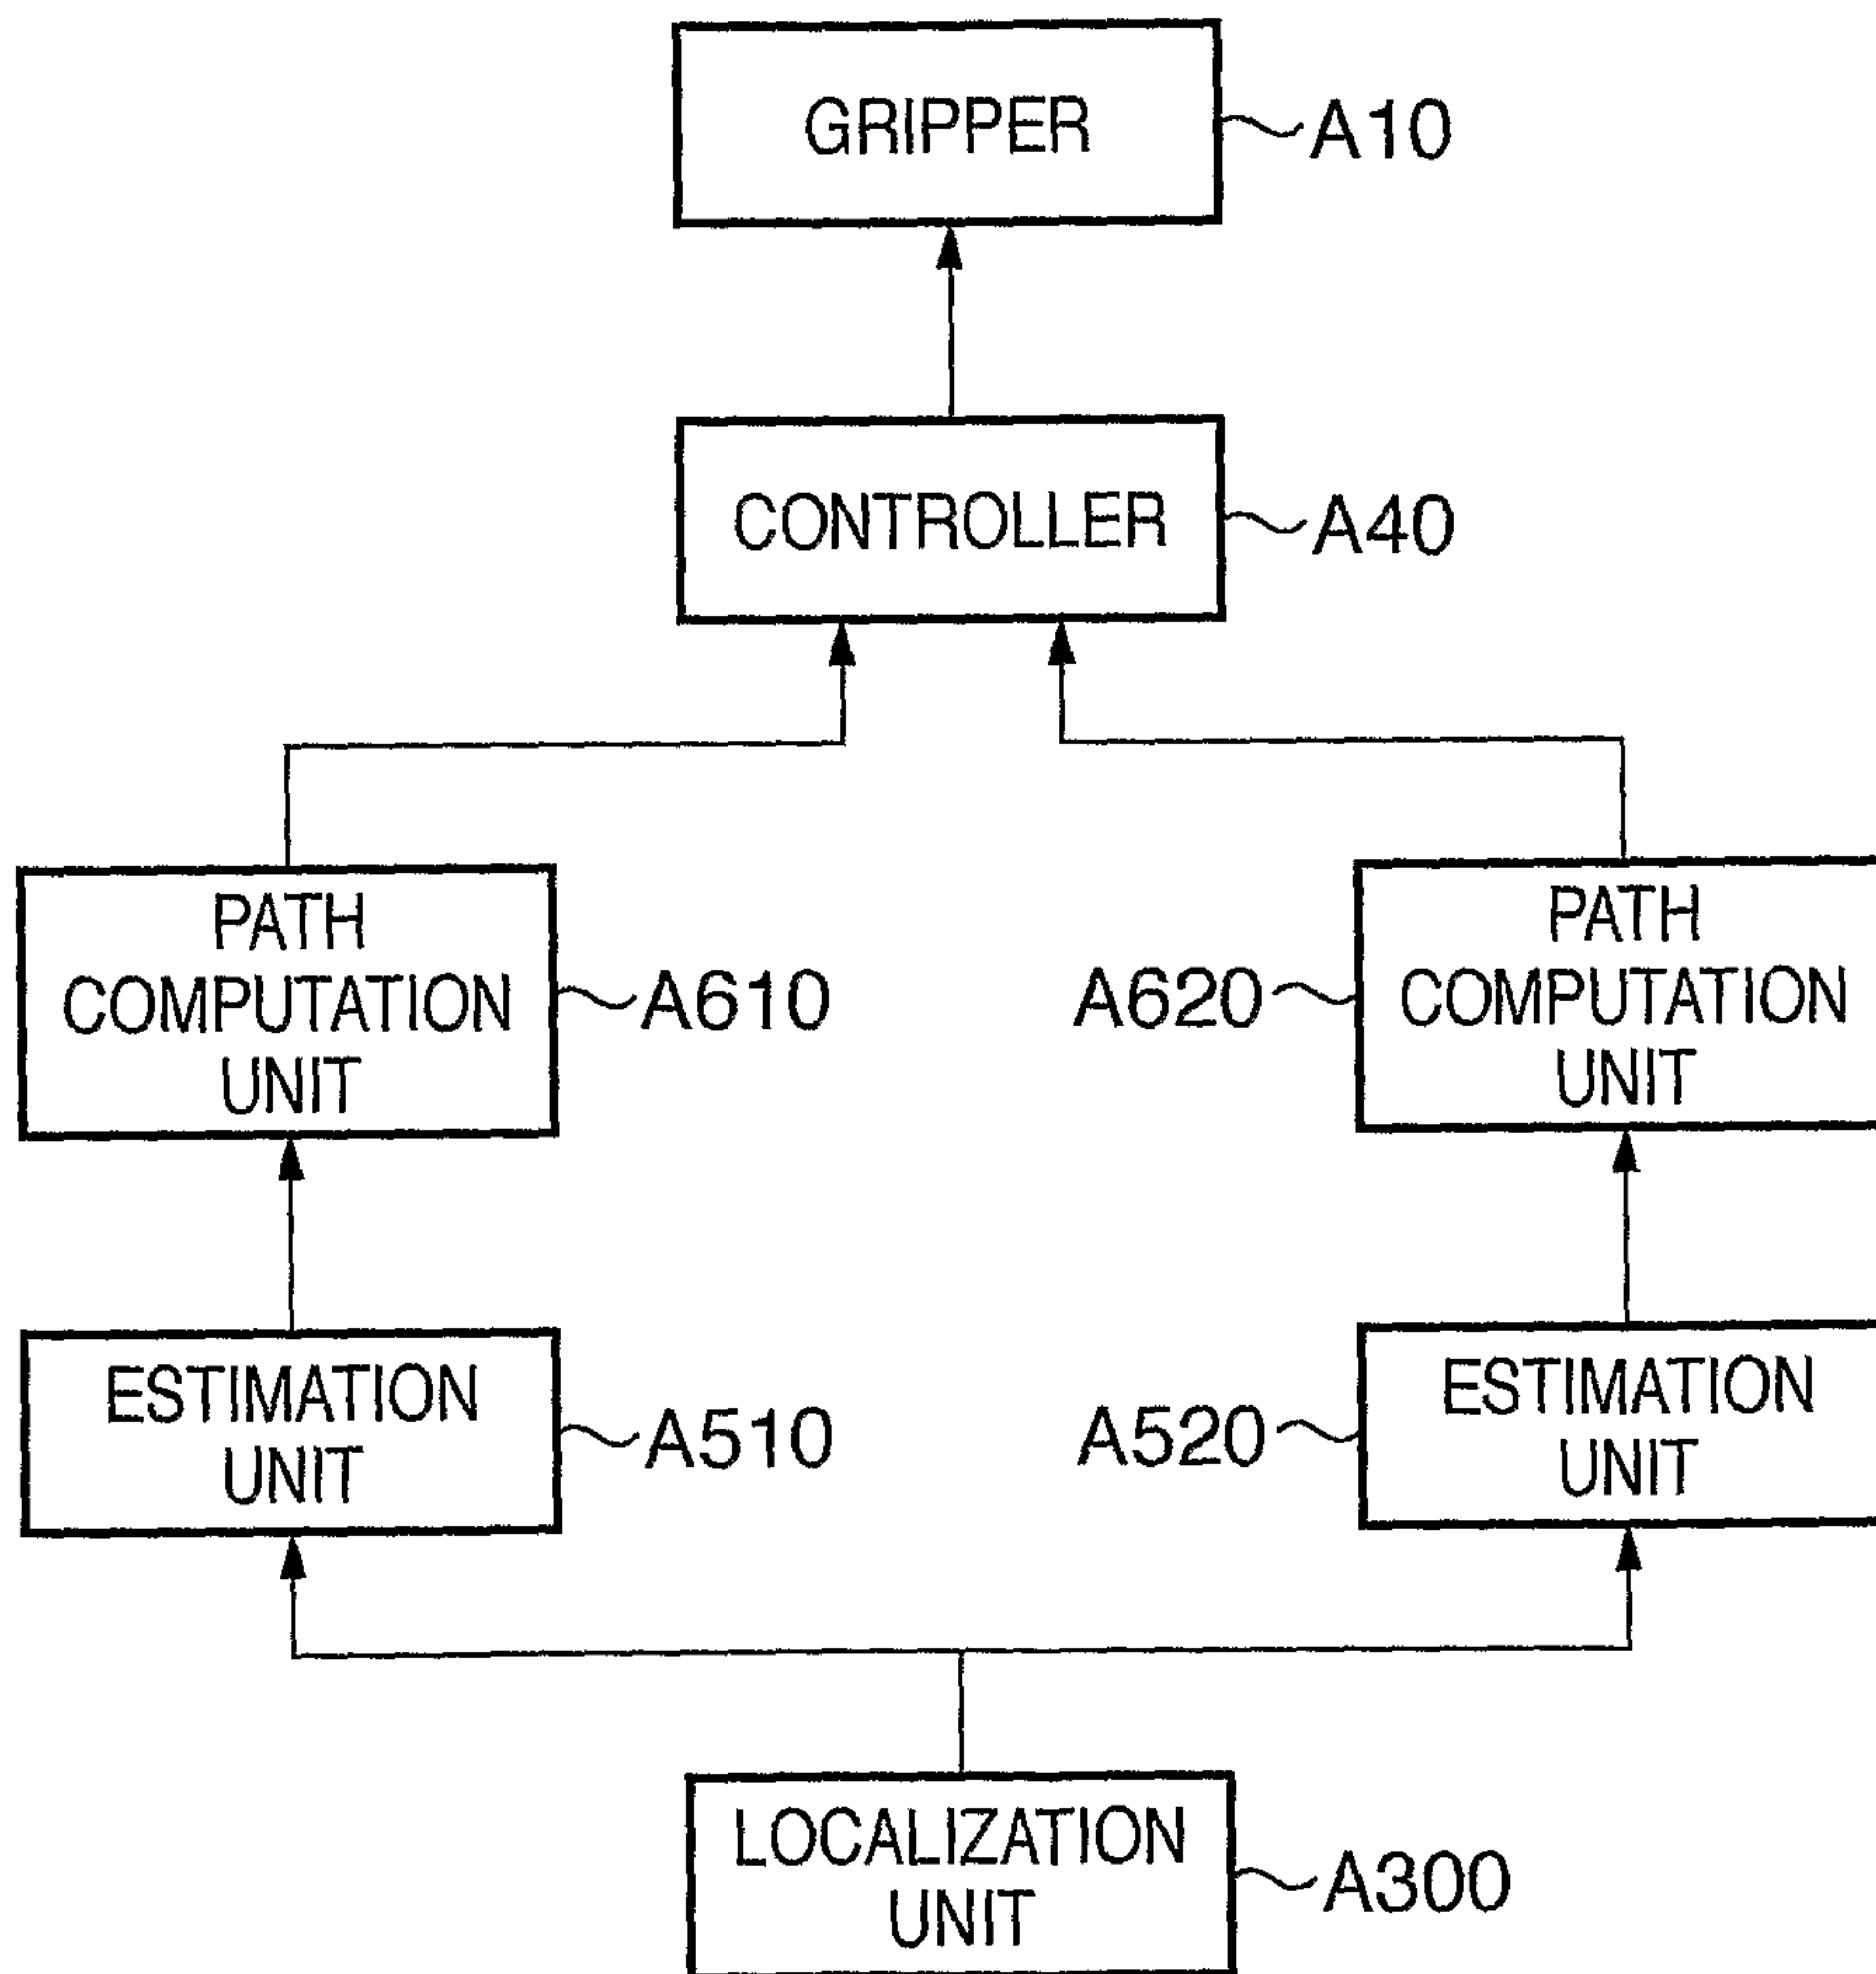 GRIPPER
A10
CONTROLLER
A40
PATH
COMPUTATION
UNIT
A610
A620
PATH
COMPUTATION
UNIT
ESTIMATION
UNIT
A510
A520
ESTIMATION
UNIT
LOCALIZATION
UNIT
A300